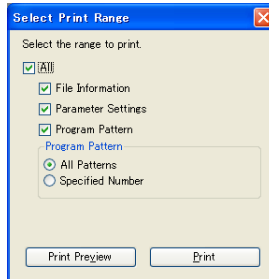 Select Print Range
Select the range to print.
All
File Information
Parameter Settings
Program Pattern
Program Pattern
All Patterns
Specified Number
Print Preview Print